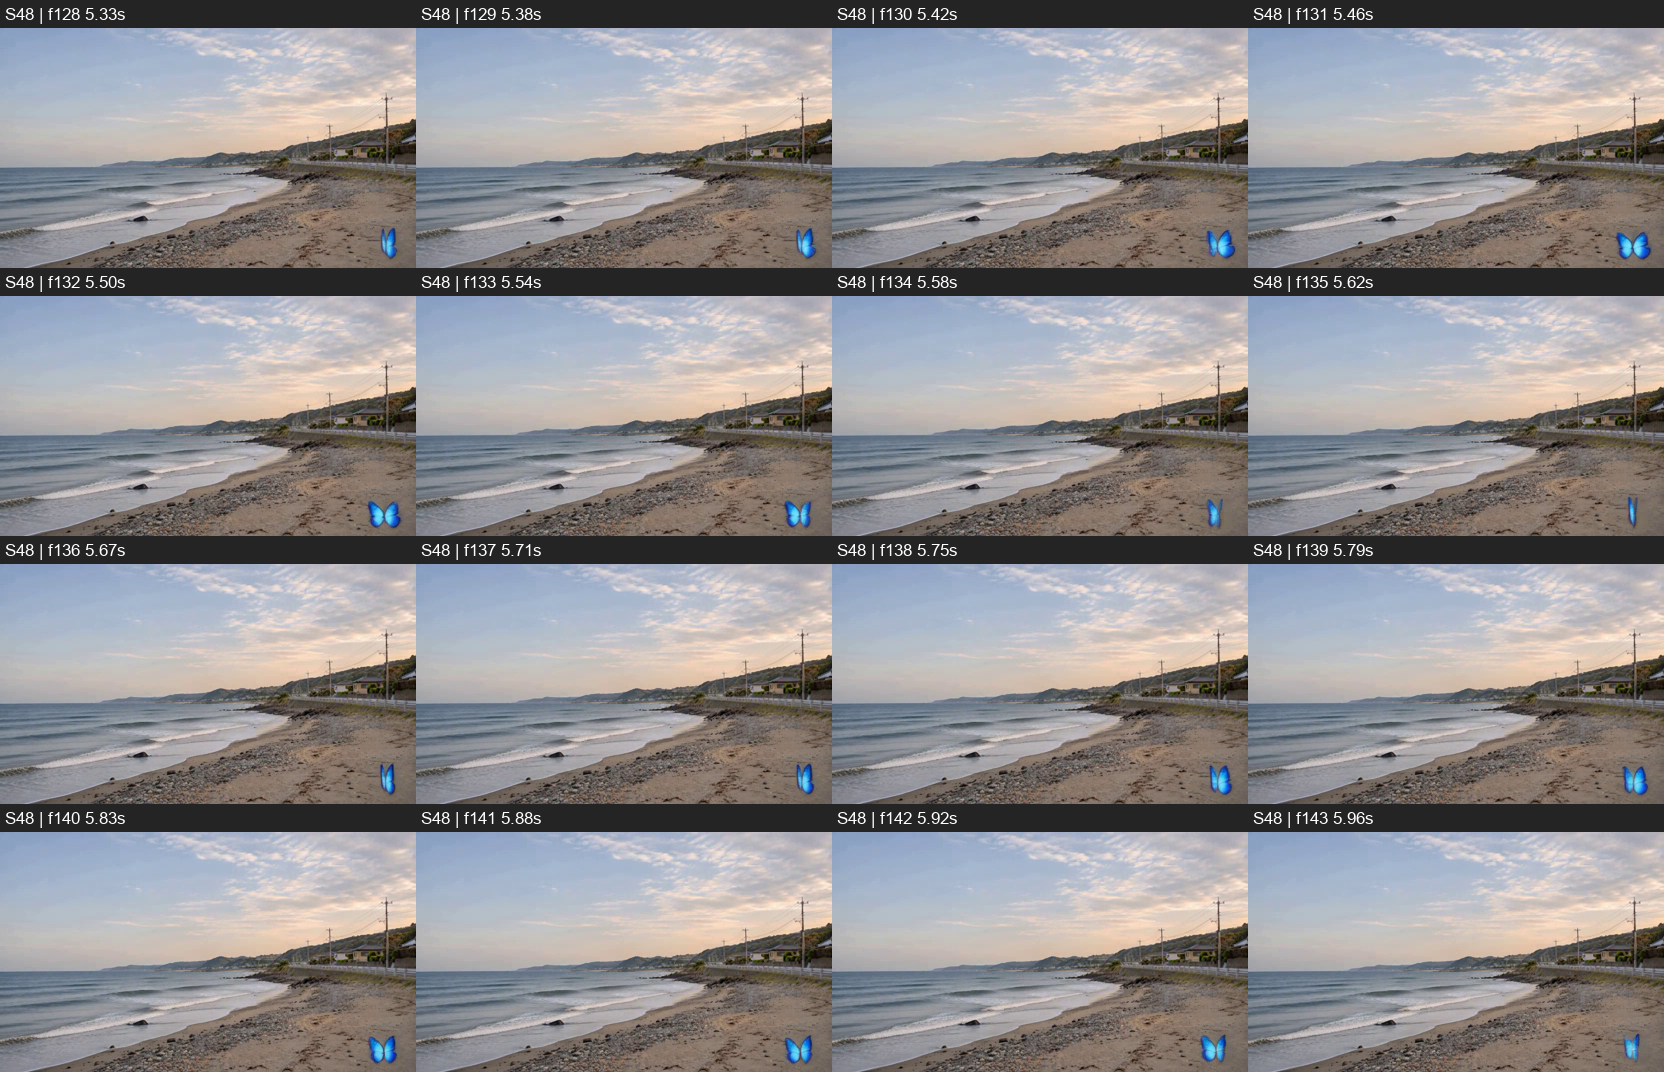 S48 | f128 5.33s
S48 | f129 5.38s
S48 | f130 5.42s
S48 | f131 5.46s
S48 | f132 5.50s
S48 | f133 5.54s
S48 | f134 5.58s
S48 | f135 5.62s
S48 | f136 5.67s
S48 | f137 5.71s
S48 | f138 5.75s
S48 | f139 5.79s
S48 | f140 5.83s
S48 | f141 5.88s
S48 | f142 5.92s
S48 | f143 5.96s